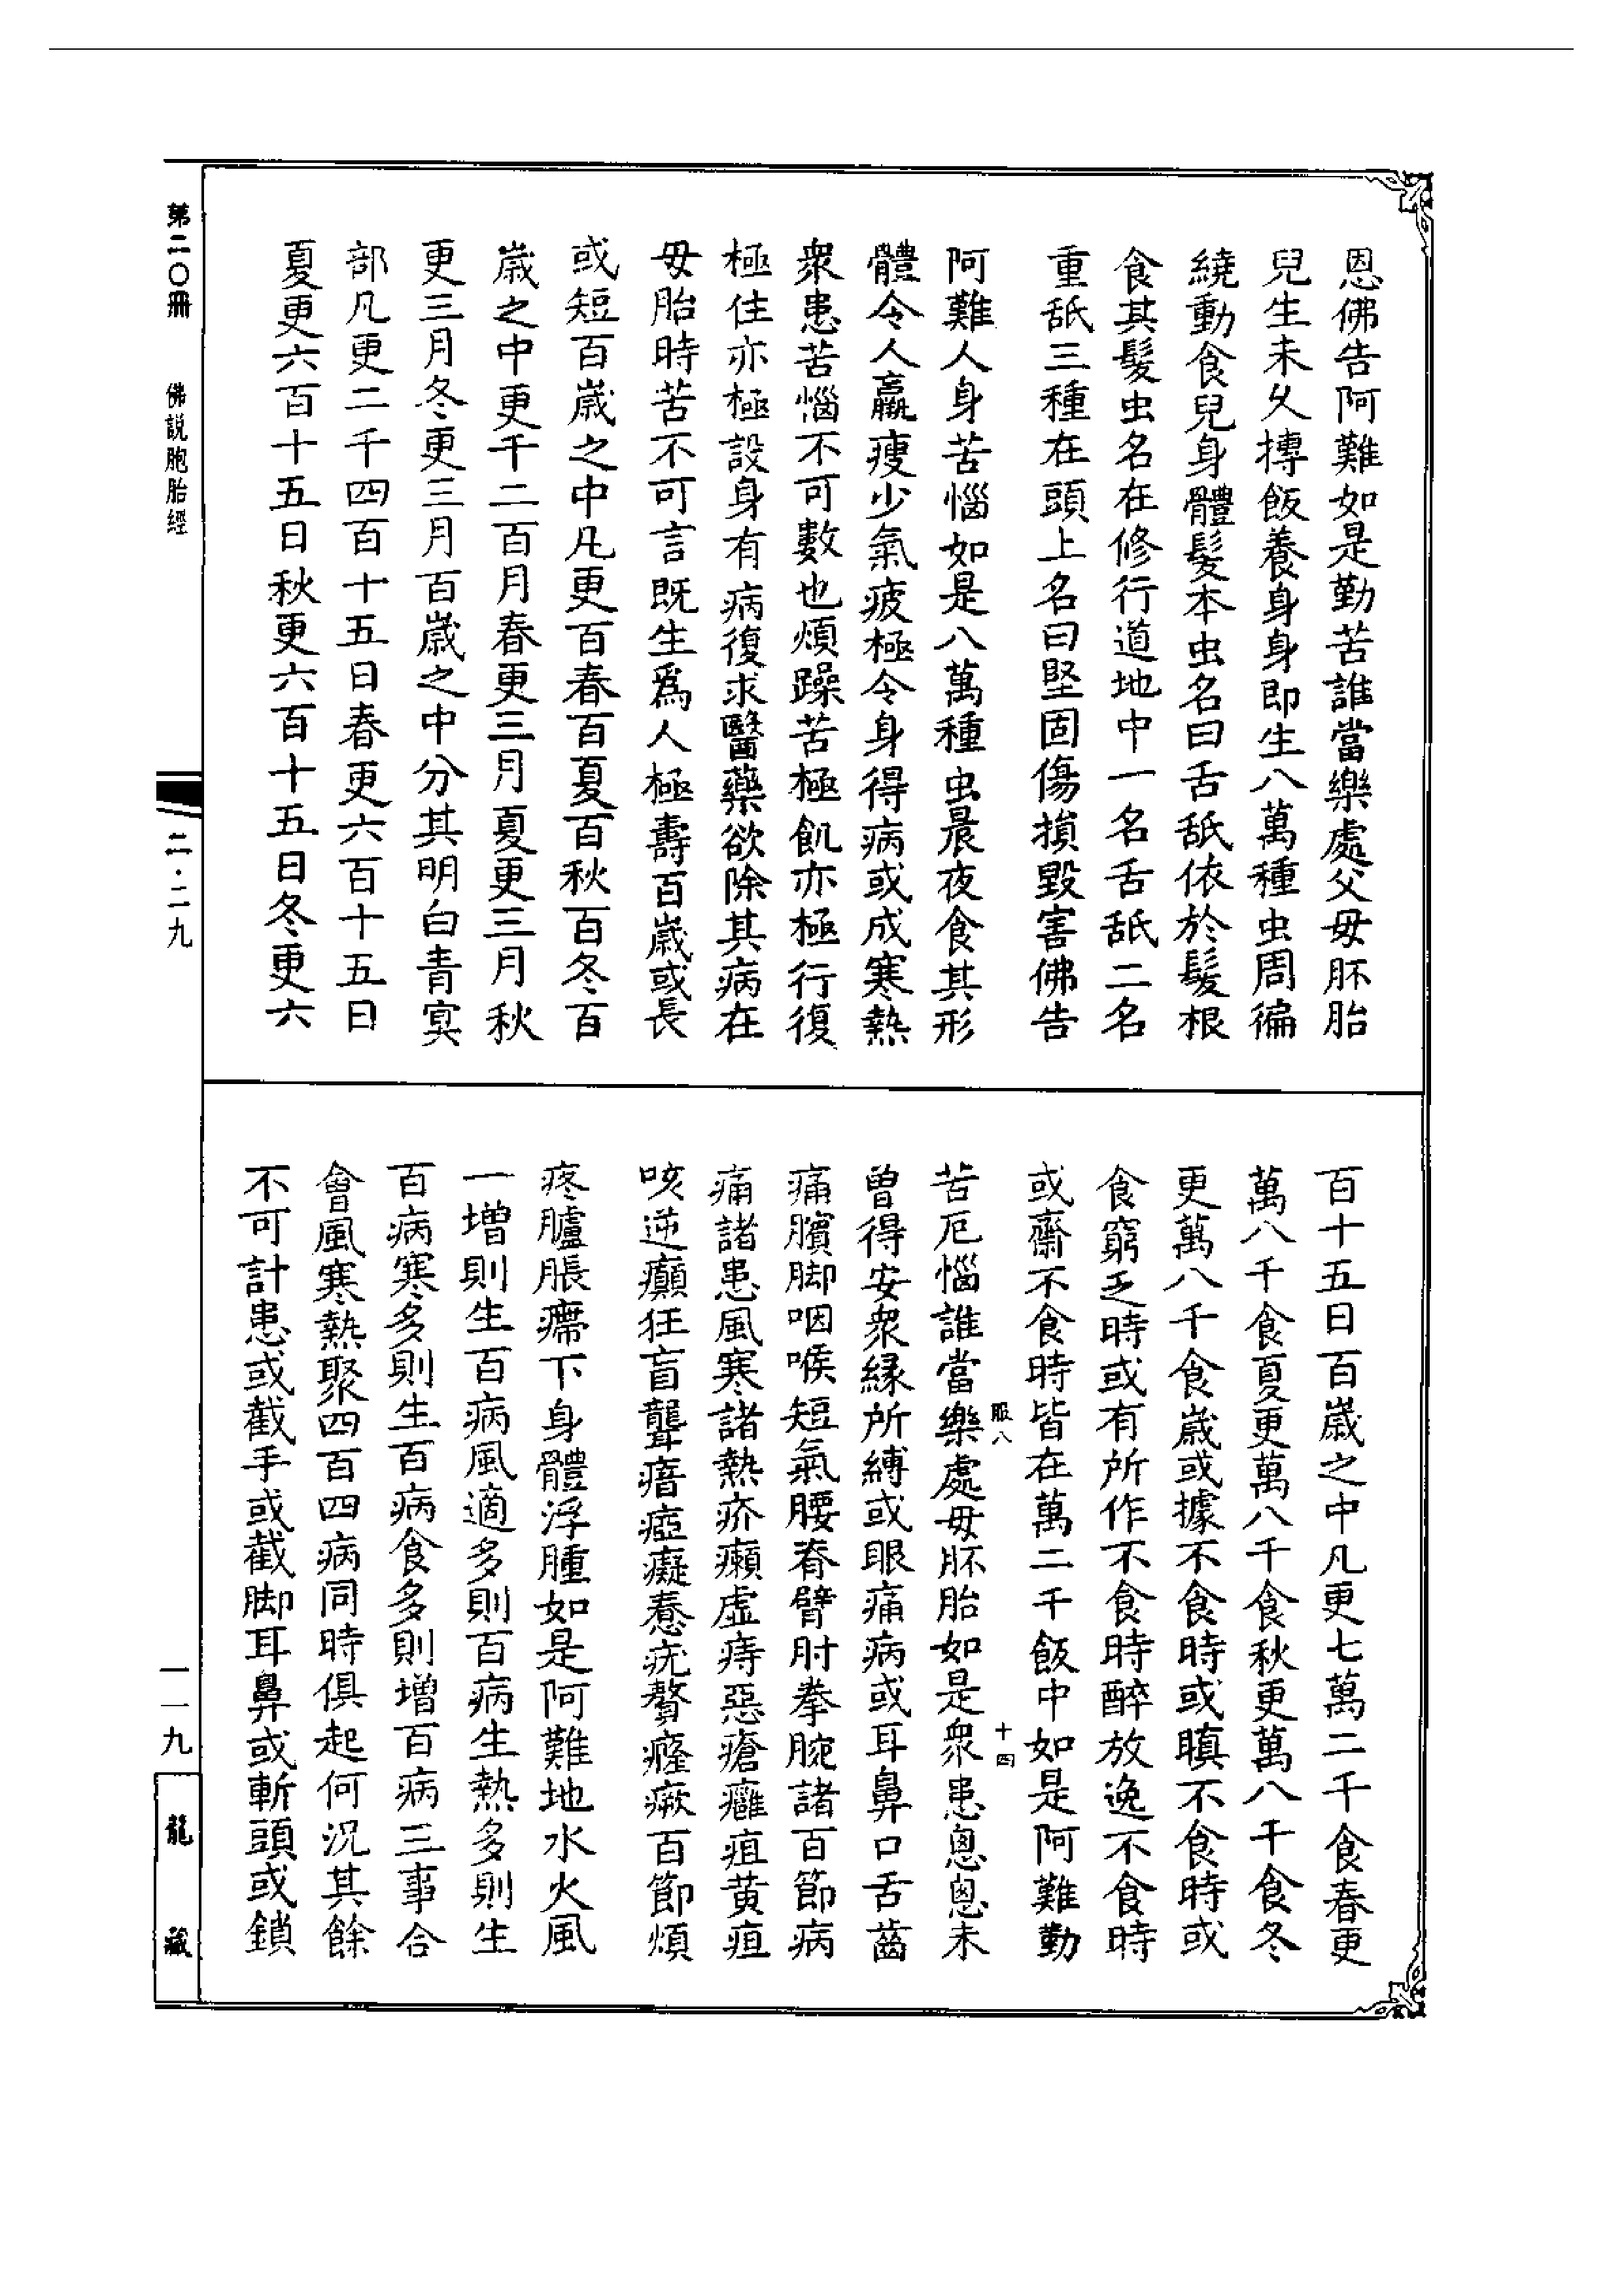 恩佛告阿難如是勤苦誰當樂處父母胚胎
兒生未久摶飯養身身即生八萬種虫周徧
繞動食兒身體髮本虫名曰舌舐依於髮根
食其髮虫名在修行道地中一名舌舐二名
重舐三種在頭上名曰堅固傷損毀害佛告
阿難人身苦惱如是八萬種虫晨夜食其形
體令人羸瘦少氣疲極令身得病或成寒熱
衆患苦惱不可數也煩躁苦極飢亦極行復
極住亦極設身有病復求醫藥欲除其病在
母胎時苦不可言既生爲人極壽百歲或長
或短百歲之中凡更百春百夏百秋百冬百
歲之中更千二百月春更三月夏更三月秋
更三月冬更三月百歲之中分其明白青冥
部凡更二千四百十五日春更六百十五日
夏更六百十五日秋更六百十五日冬更六
百十五日百歲之中凡更七萬二千食春更
萬八千食夏更萬八千食秋更萬八千食冬
更萬八千食歲或據不食時或瞋不食時或
食窮乏時或有所作不食時醉放逸不食時
或齋不食時皆在萬二千飯中如是阿難勤
苦厄惱誰當樂處母胚胎如是衆患恩恩未
服八
十四
曾得安衆緣所縛或眼痛病或耳鼻口舌齒
痛臏脚咽喉短氣腰脊臂肘拳腕諸百節病
痛諸患風寒諸熱疥癩虛痔惡瘡癰疽黄疸
咳逆癲狂盲聾瘖瘂癡惷疣贅癃瘶百節煩
疼臚脹㿃下身體浮腫如是阿難地水火風
一增則生百病風適多則百病生熱多則生
百病寒多則生百病食多則增百病三事合
會風寒熱聚四百四病同時俱起何況其餘
不可計患或截手或截脚耳鼻或斬頭或鎖
第二〇冊
佛説胞胎經
二·二九
一一九
龍藏